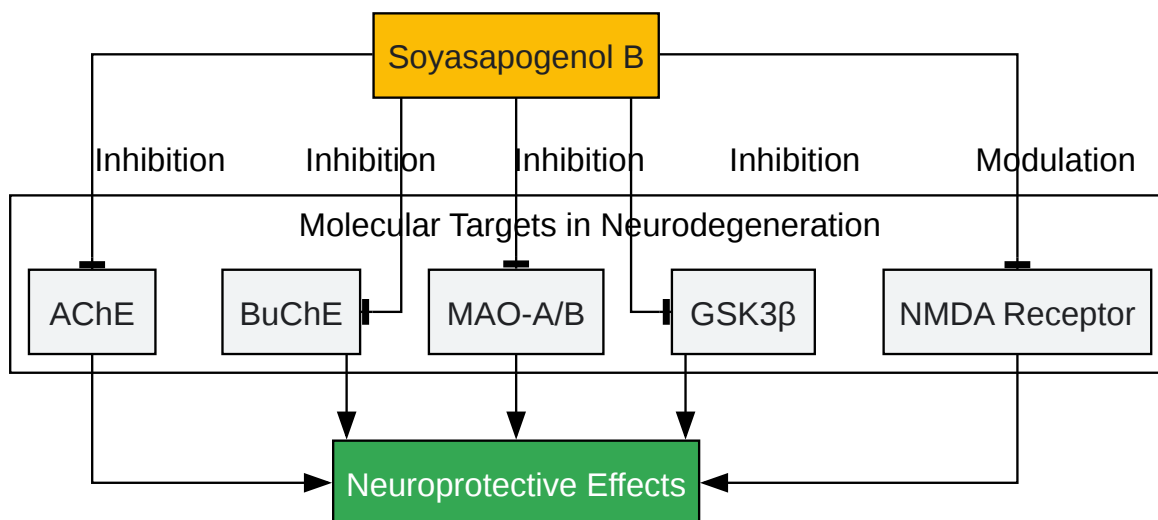 Soyasapogenol B
Inhibition Inhibition Inhibition Inhibition Modulation
Molecular Targets in Neurodegeneration
AChE BuChE MAO-A/B GSK3β NMDA Receptor
Neuroprotective Effects